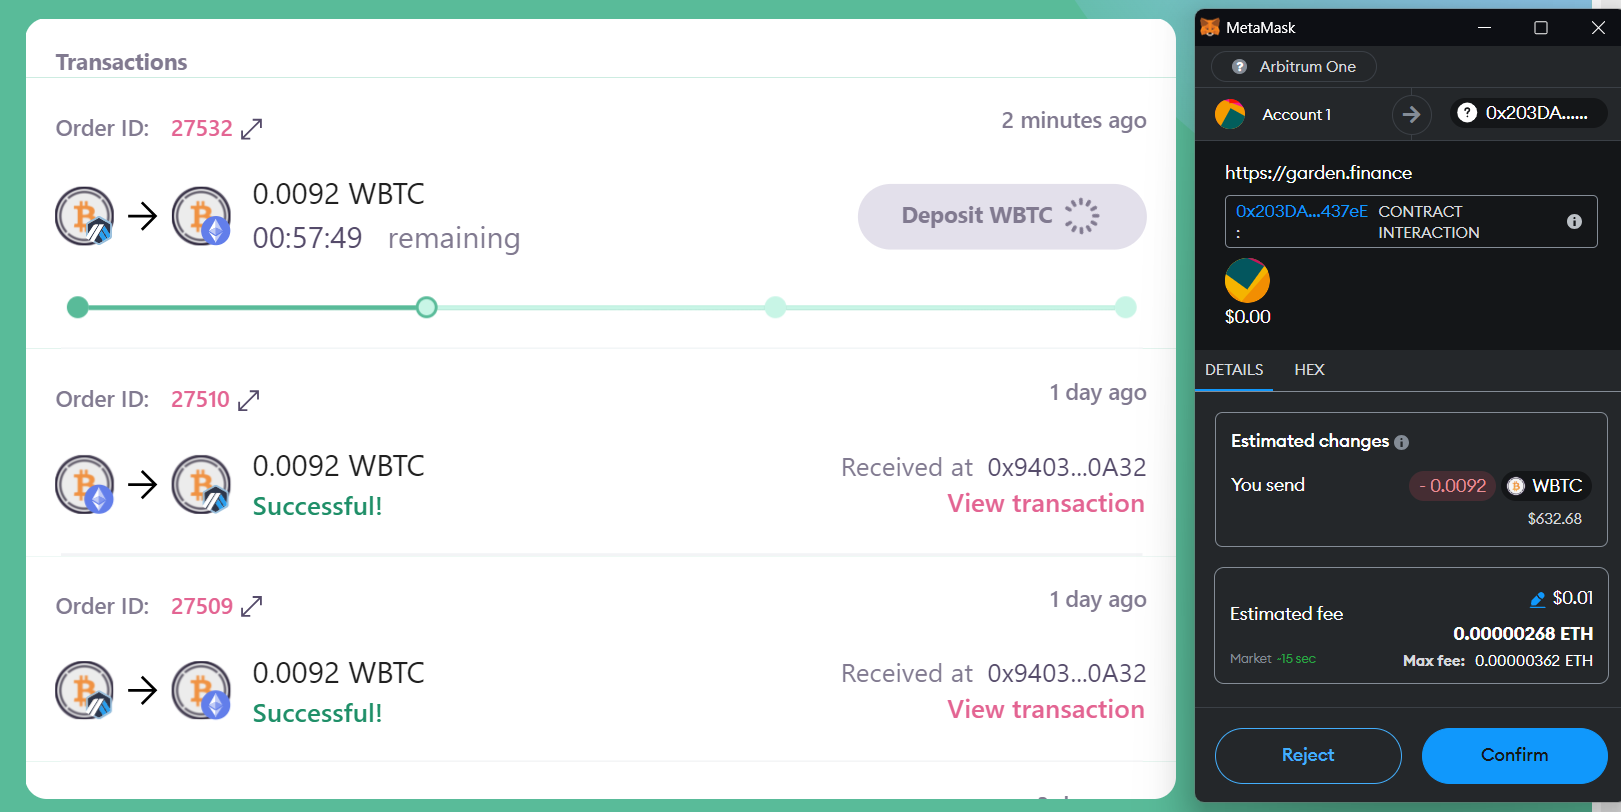 Transactions
Order ID: 27532
2 minutes ago
0.0092 WBTC
00:57:49 remaining
Deposit WBTC
Order ID: 27510
1 day ago
0.0092 WBTC
Successful!
Received at 0x9403...0A32
View transaction
Order ID: 27509
1 day ago
0.0092 WBTC
Successful!
Received at 0x9403...0A32
View transaction
MetaMask
Arbitrum One
Account 1
0x203DA......
https://garden.finance
0x203DA...437eE CONTRACT
: INTERACTION
$0.00
DETAILS HEX
Estimated changes
You send - 0.0092 WBTC
$632.68
$0.01
Estimated fee
0.00000268 ETH
Market ~15 sec Max fee: 0.00000362 ETH
Reject Confirm